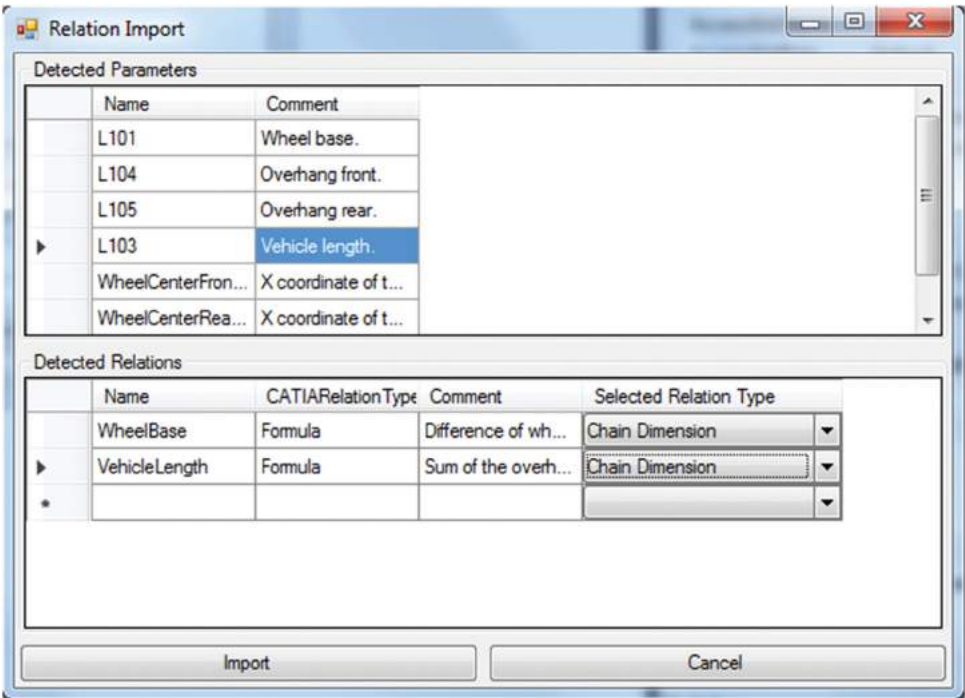 Relation Import
Detected Parameters
Name Comment
L101 Wheel base.
L104 Overhang front.
L105 Overhang rear.
L103 Vehicle length.
WheelCenterFron... X coordinate of t...
WheelCenterRea... X coordinate of t...
Detected Relations
Name CATIARelationType Comment Selected Relation Type
WheelBase Formula Difference of wh... Chain Dimension
VehicleLength Formula Sum of the overh... Chain Dimension
Import Cancel